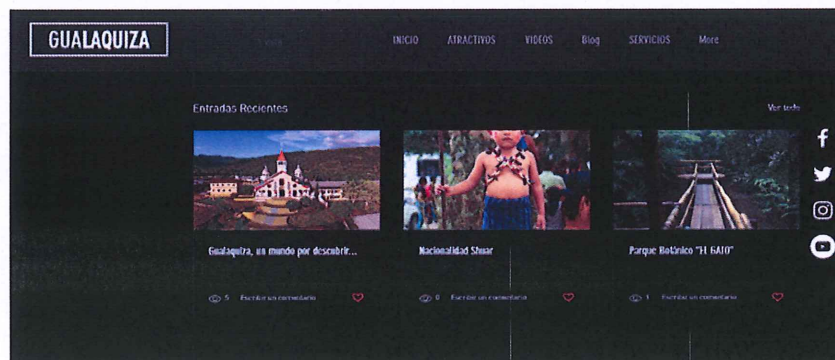 GUALAQUIZA
INICIO ATRACTIVOS VIDEOS Blog SERVICIOS More
Entradas Recientes Ver todo
Gualaquiza, un mundo por descubrir...
Nacionalidad Shuar
Parque Botánico "EL GATO"
5 Escribir un comentario
0 Escribir un comentario
1 Escribir un comentario